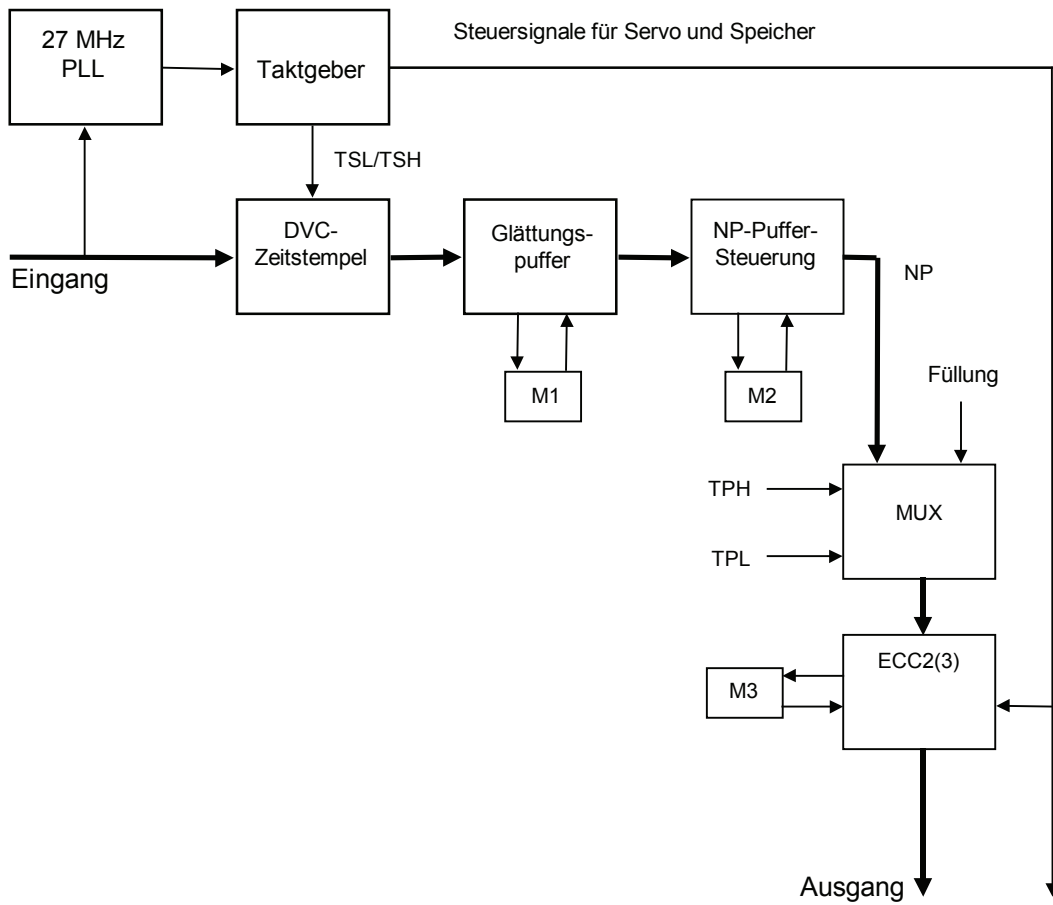 27 MHz
PLL
Taktgeber
Steuersignale für Servo und Speicher
TSL/TSH
DVC-
Zeitstempel
Glättungs-
puffer
NP-Puffer-
Steuerung
NP
Eingang
M1
M2
Füllung
TPH
MUX
TPL
ECC2(3)
M3
Ausgang